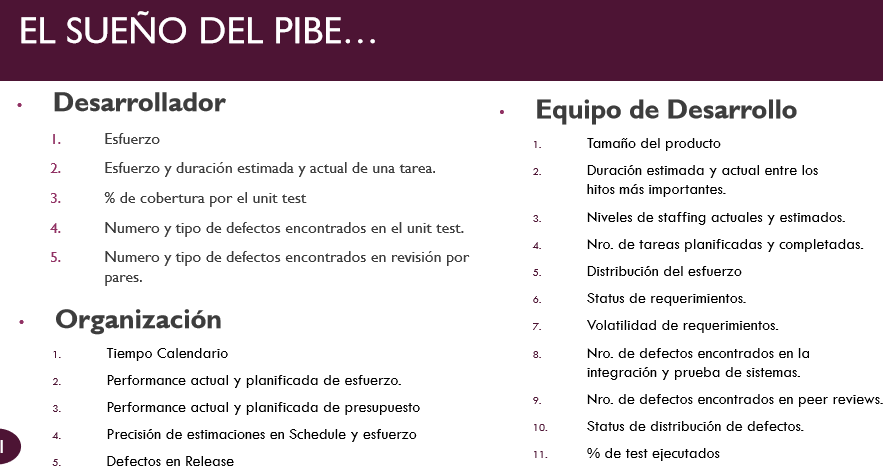 EL SUEÑO DEL PIBE...
• Desarrollador
1. Esfuerzo
2. Esfuerzo y duración estimada y actual de una tarea.
3. % de cobertura por el unit test
4. Numero y tipo de defectos encontrados en el unit test.
5. Numero y tipo de defectos encontrados en revisión por
pares.
• Organización
1. Tiempo Calendario
2. Performance actual y planificada de esfuerzo.
3. Performance actual y planificada de presupuesto
4. Precisión de estimaciones en Schedule y esfuerzo
5. Defectos en Release
• Equipo de Desarrollo
1. Tamaño del producto
2. Duración estimada y actual entre los
hitos más importantes.
3. Niveles de staffing actuales y estimados.
4. Nro. de tareas planificadas y completadas.
5. Distribución del esfuerzo
6. Status de requerimientos.
7. Volatilidad de requerimientos.
8. Nro. de defectos encontrados en la
integración y prueba de sistemas.
9. Nro. de defectos encontrados en peer reviews.
10. Status de distribución de defectos.
11. % de test ejecutados